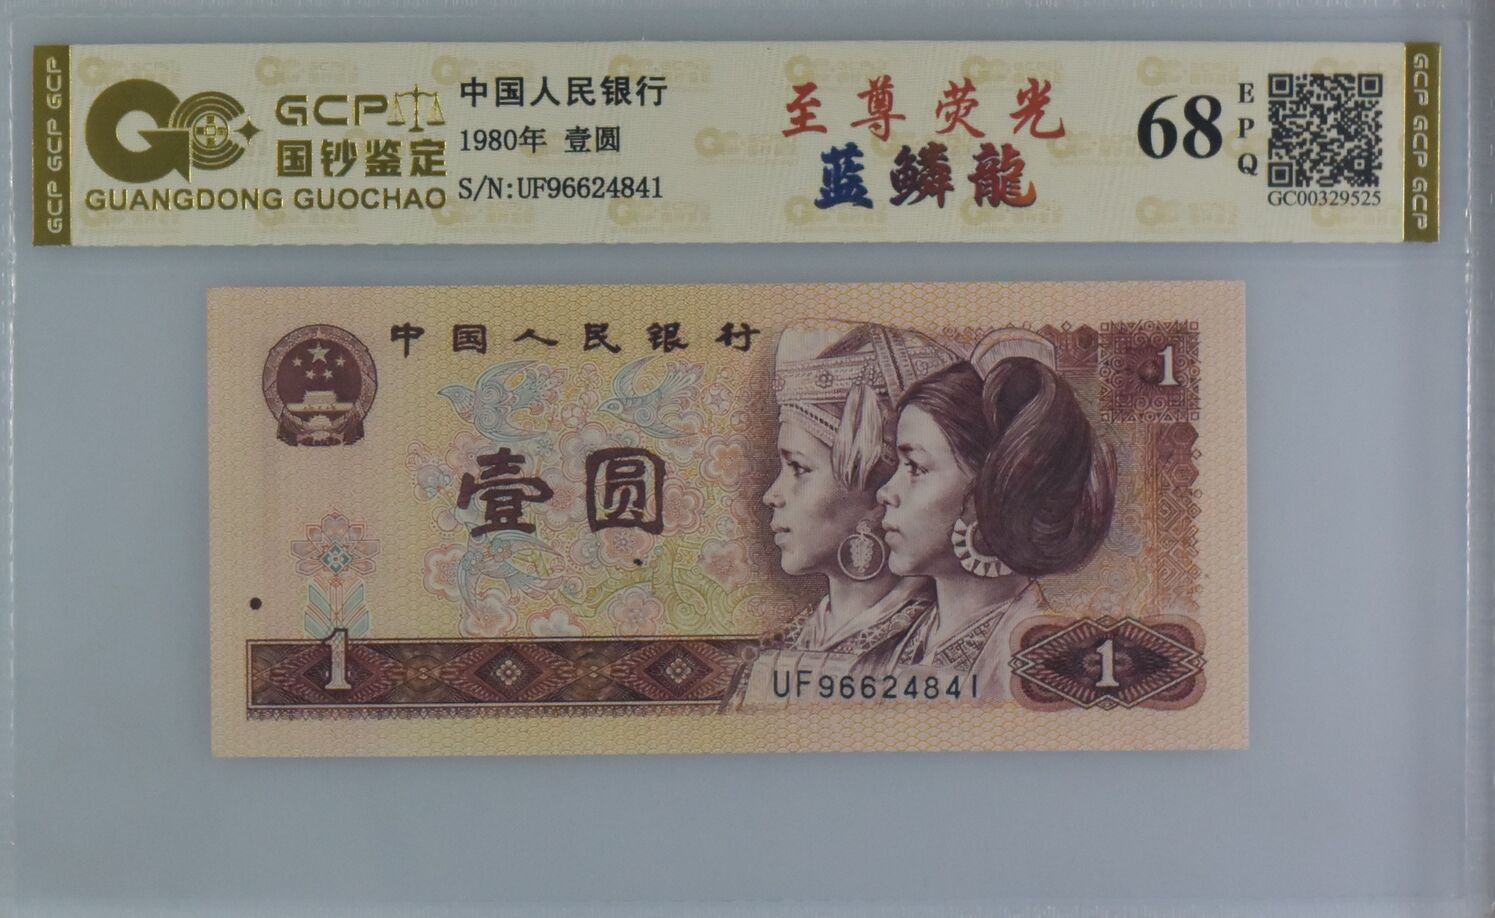 GCP GCP GCP
GCP
国钞鉴定
GUANGDONG GUOCHAO
中国人民银行
1980年 壹圆
S/N:UF96624841
至尊荧光
蓝鳞龍
68
EPQ
GC00329525
GCP GCP GCP
中国人民银行
1
壹圆
1
UF96624841
1